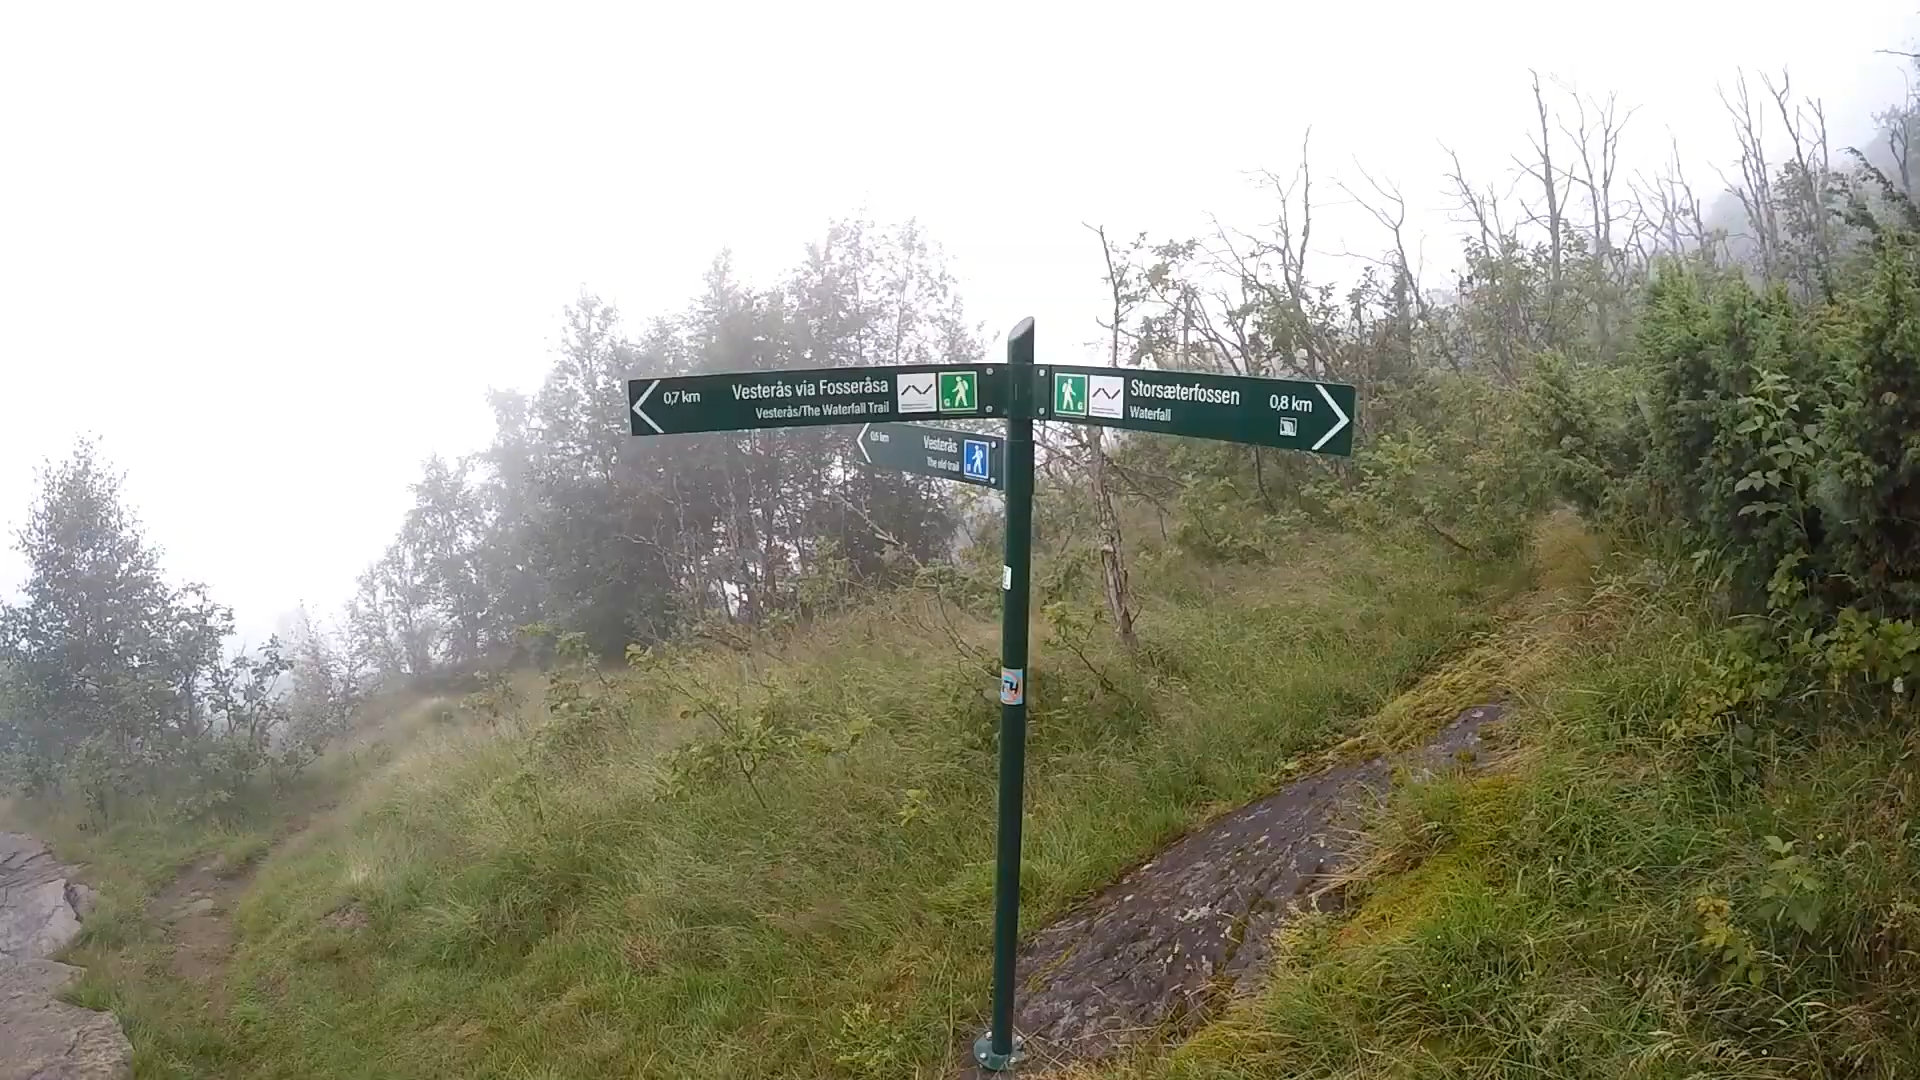 0,7 km
Vesterås via Fosseråsa
Vesterås/The Waterfall Trail
G
G
Storsæterfossen
Waterfall
0,8 km
Vesterås
The old trail